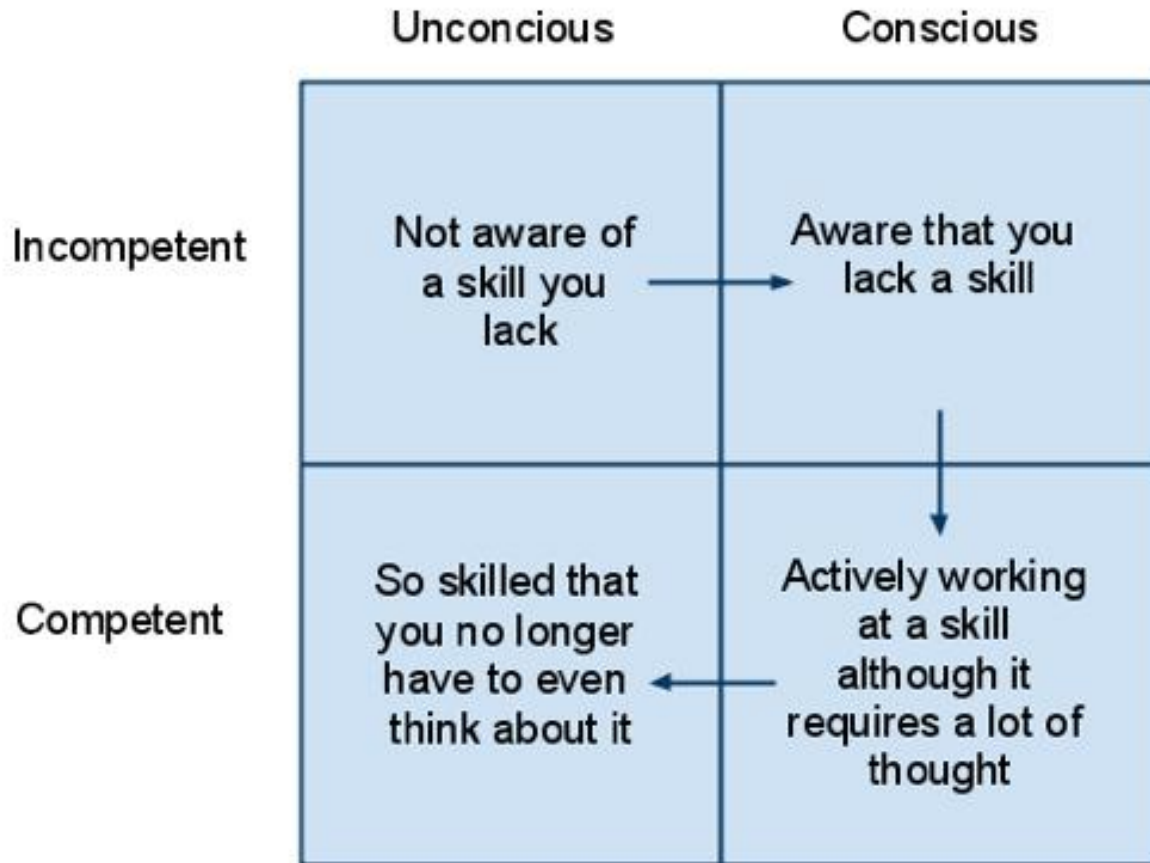 Unconcious
Conscious
Incompetent
Not aware of
a skill you
lack
Aware that you
lack a skill
Competent
So skilled that
you no longer
have to even
think about it
Actively working
at a skill
although it
requires a lot of
thought